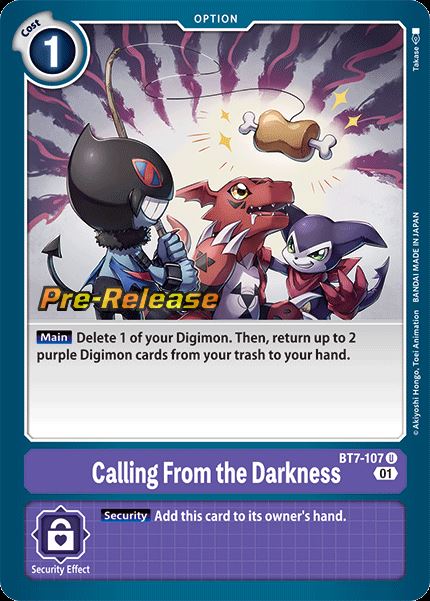 OPTION
Cost
1
Takase
Pre-Release
Main Delete 1 of your Digimon. Then, return up to 2
purple Digimon cards from your trash to your hand.
© Akiyoshi Hongo, Toei Animation BANDAI MADE IN JAPAN
BT7-107 U
Calling From the Darkness
01
Security Add this card to its owner's hand.
Security Effect